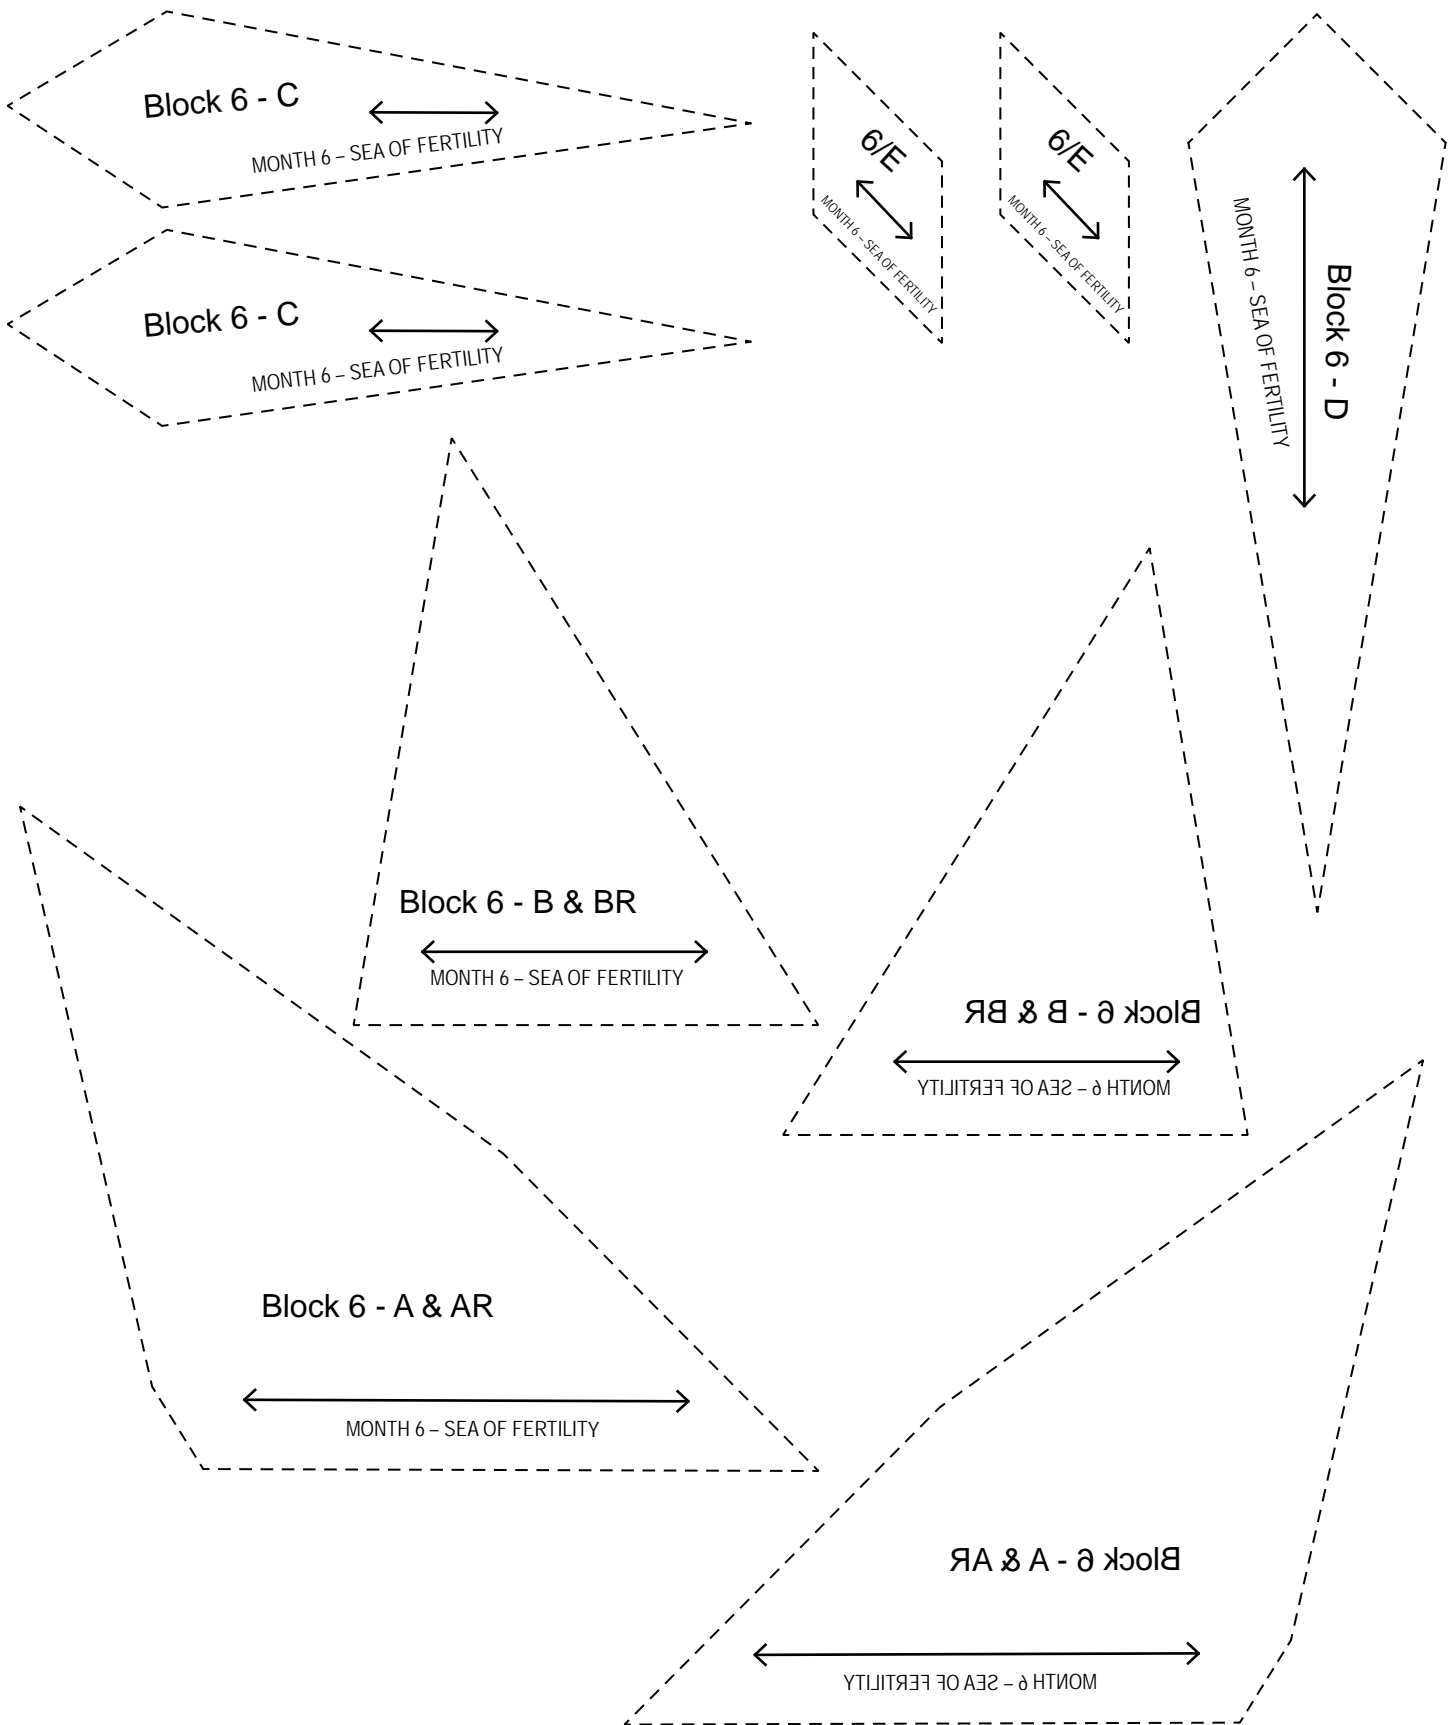 Block 6 - C
MONTH 6 – SEA OF FERTILITY
Block 6 - C
MONTH 6 – SEA OF FERTILITY
6/E
MONTH 6 – SEA OF FERTILITY
6/E
MONTH 6 – SEA OF FERTILITY
Block 6 - D
MONTH 6 – SEA OF FERTILITY
Block 6 - B & BR
MONTH 6 – SEA OF FERTILITY
Block 6 - B & BR
MONTH 6 – SEA OF FERTILITY
Block 6 - A & AR
MONTH 6 – SEA OF FERTILITY
Block 6 - A & AR
MONTH 6 – SEA OF FERTILITY